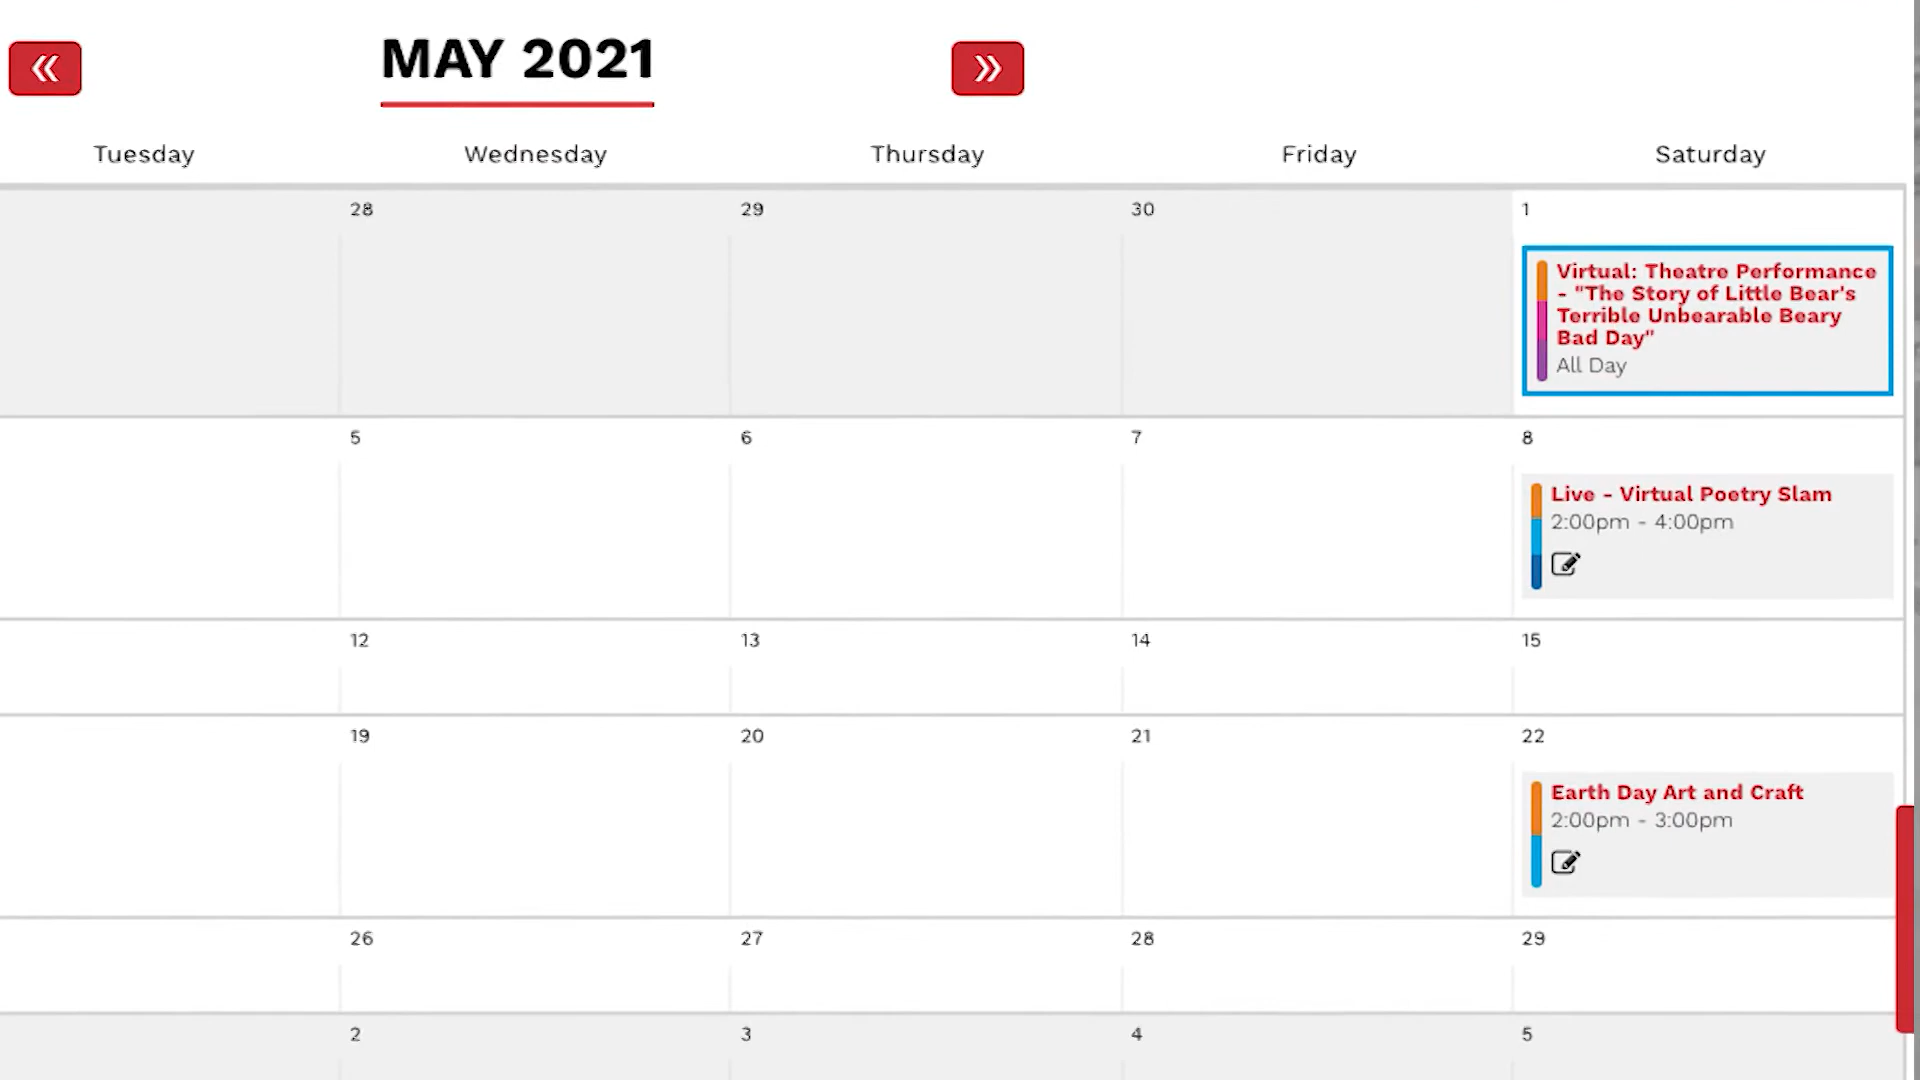 «
MAY 2021
»
Tuesday
Wednesday
Thursday
Friday
Saturday
28
29
30
1
Virtual: Theatre Performance
- "The Story of Little Bear's
Terrible Unbearable Beary
Bad Day"
All Day
5
6
7
8
Live - Virtual Poetry Slam
2:00pm - 4:00pm
12
13
14
15
19
20
21
22
Earth Day Art and Craft
2:00pm - 3:00pm
26
27
28
29
2
3
4
5